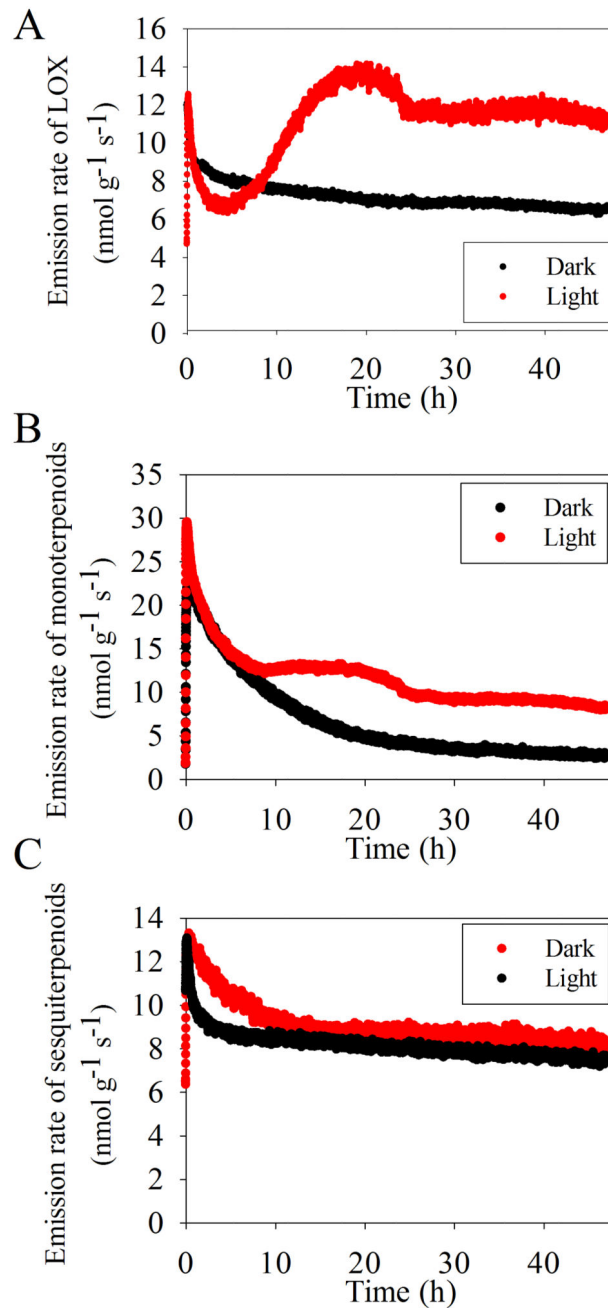 A
Emission rate of LOX
(nmol g-1 s-1)
16
14
12
10
8
6
4
2
0
Dark
Light
0 10 20 30 40
Time (h)
B
Emission rate of monoterpenoids
(nmol g-1 s-1)
35
30
25
20
15
10
5
0
Dark
Light
0 10 20 30 40
Time (h)
C
Emission rate of sesquiterpenoids
(nmol g-1 s-1)
14
12
10
8
6
4
2
0
Dark
Light
0 10 20 30 40
Time (h)